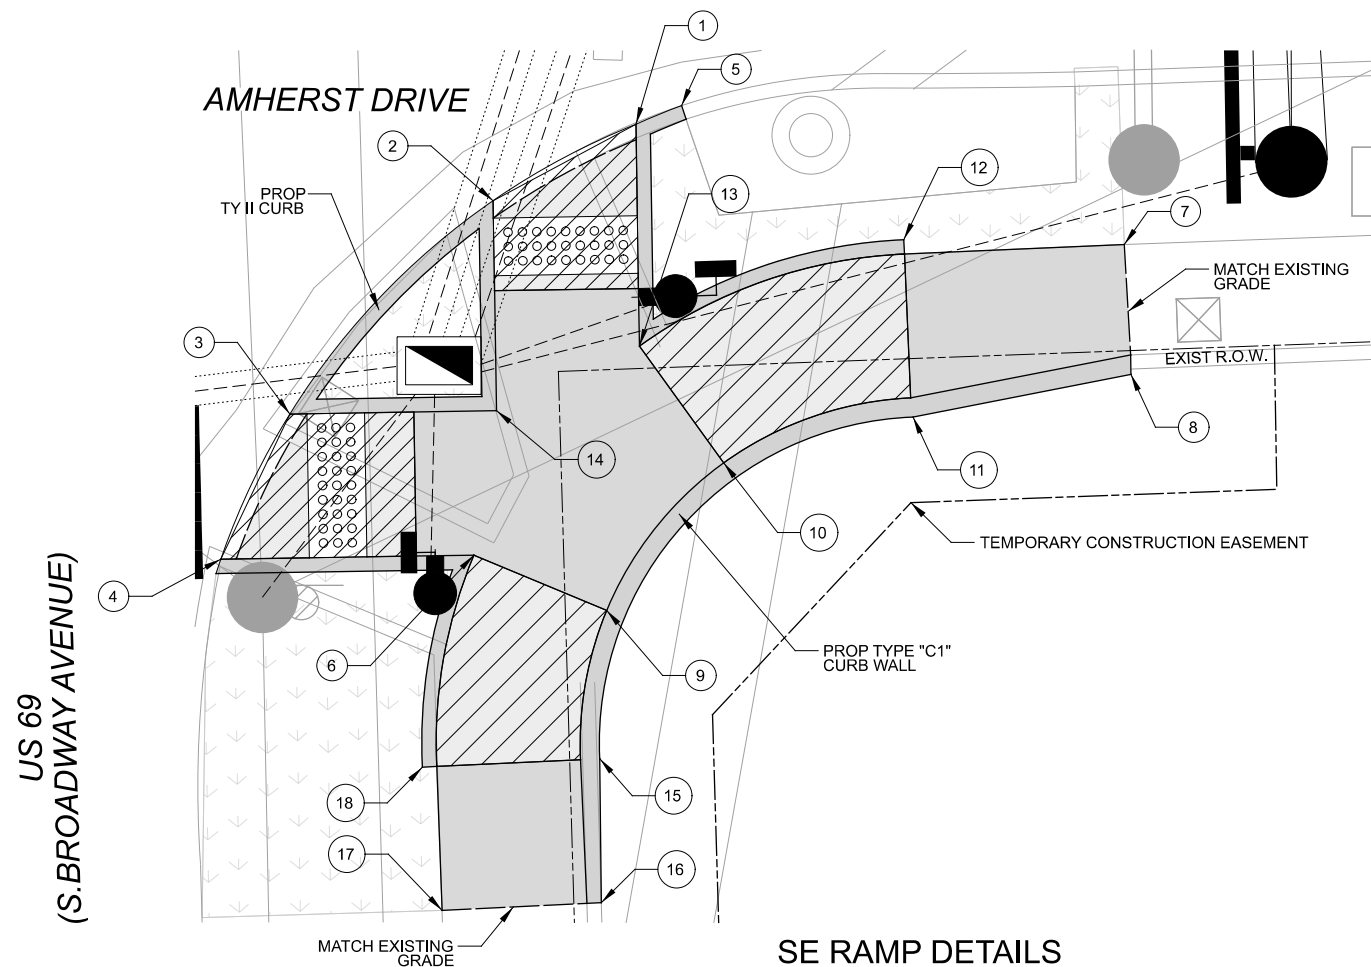 1
5
AMHERST DRIVE
2
12
PROP
TY II CURB
13
7
MATCH EXISTING
GRADE
3
EXIST R.O.W.
8
14
11
10
TEMPORARY CONSTRUCTION EASEMENT
4
PROP TYPE "C1"
CURB WALL
6
9
US 69
(S.BROADWAY AVENUE)
18
15
17
16
MATCH EXISTING
GRADE
SE RAMP DETAILS